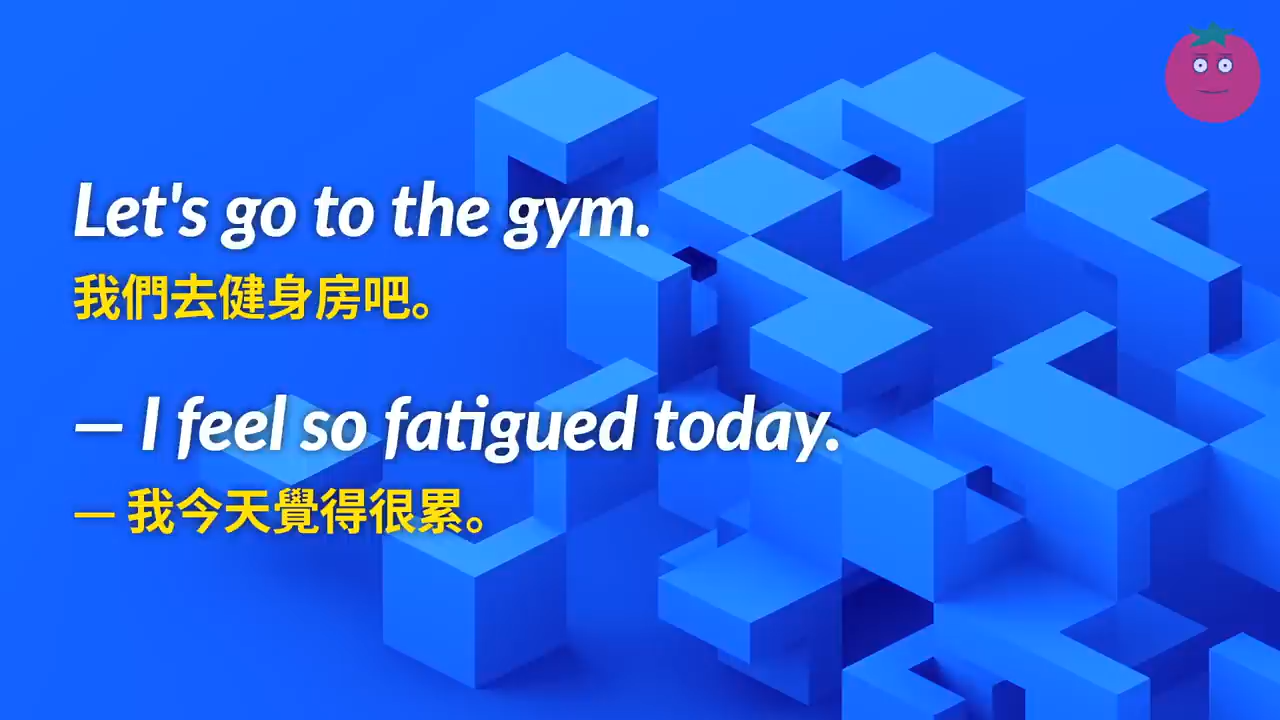 Let's go to the gym.
我們去健身房吧。
— I feel so fatigued today.
— 我今天覺得很累。